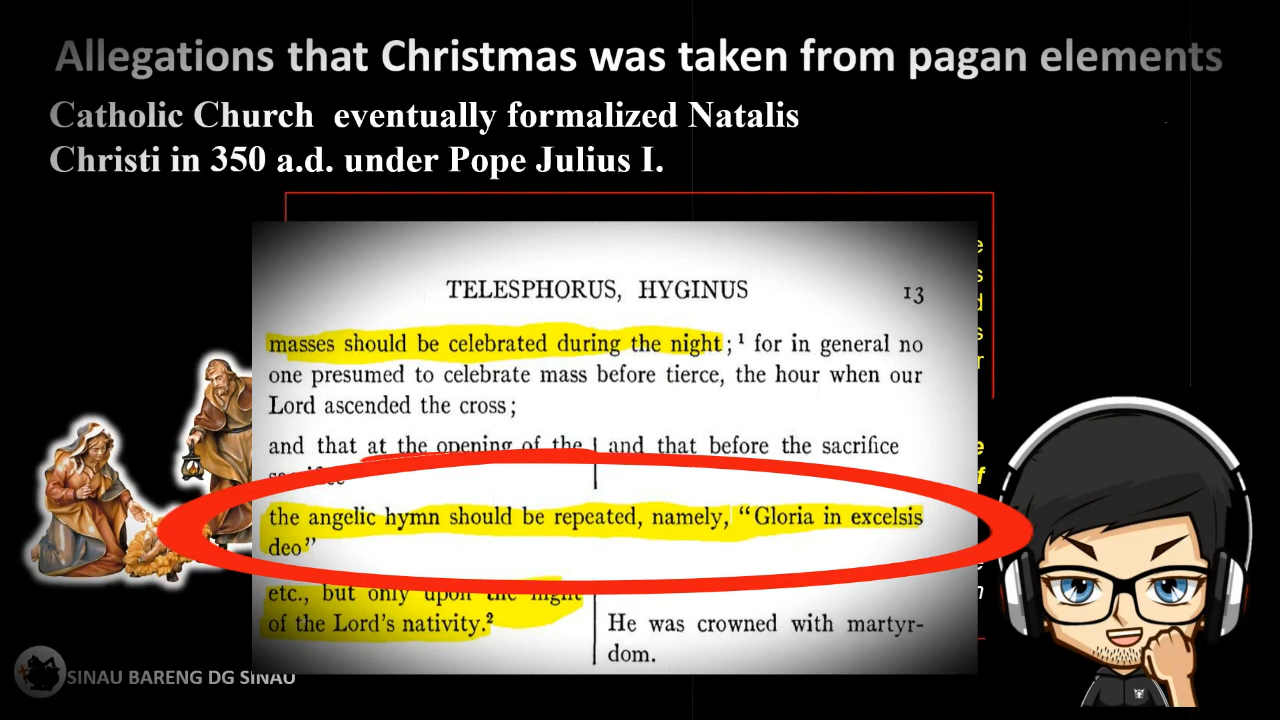 Allegations that Christmas was taken from pagan elements
Catholic Church eventually formalized Natalis
Christi in 350 a.d. under Pope Julius I.
TELESPHORUS, HYGINUS 13
masses should be celebrated during the night; ¹ for in general no
one presumed to celebrate mass before tierce, the hour when our
Lord ascended the cross;
and that at the opening of the
and that before the sacrifice
the angelic hymn should be repeated, namely, “Gloria in excelsis
deo”
etc., but only upon the night
of the Lord's nativity.²
He was crowned with martyr-
dom.
SINAU BARENG DG SINAU